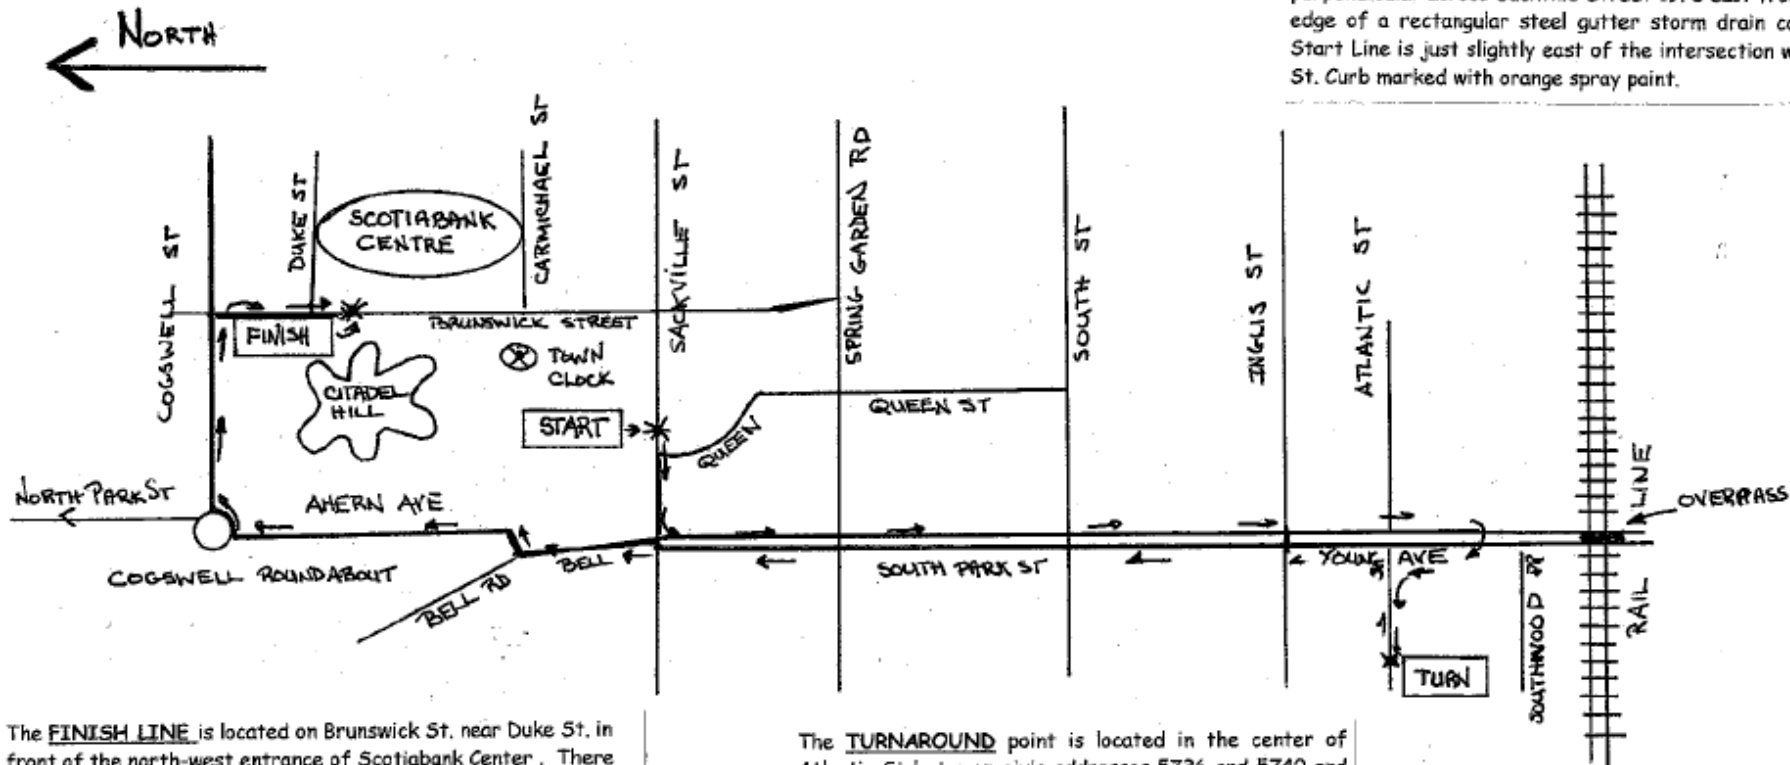 NORTH
edge of a rectangular steel gutter storm drain
Start Line is just slightly east of the intersection
St. Curb marked with orange spray paint.
COGSWELL ST
DUKE ST
SCOTIABANK
CENTRE
CARMICHAEL ST
SACKVILLE ST
SPRING GARDEN RD
SOUTH ST
INGLIS ST
ATLANTIC ST
FINISH
BRUNSWICK STREET
TOWN
CLOCK
CITADEL
HILL
START
QUEEN
QUEEN ST
NORTH PARK ST
AHERN AVE
COGSWELL ROUNDABOUT
BELL RD
BELL
SOUTH PARK ST
YOUNG AVE
TURN
SOUTHWOOD DR
RAIL LINE
OVERPASS
The FINISH LINE is located on Brunswick St. near Duke St. in
front of the north-west entrance of Scotiabank Center . There
The TURNAROUND point is located in the center of